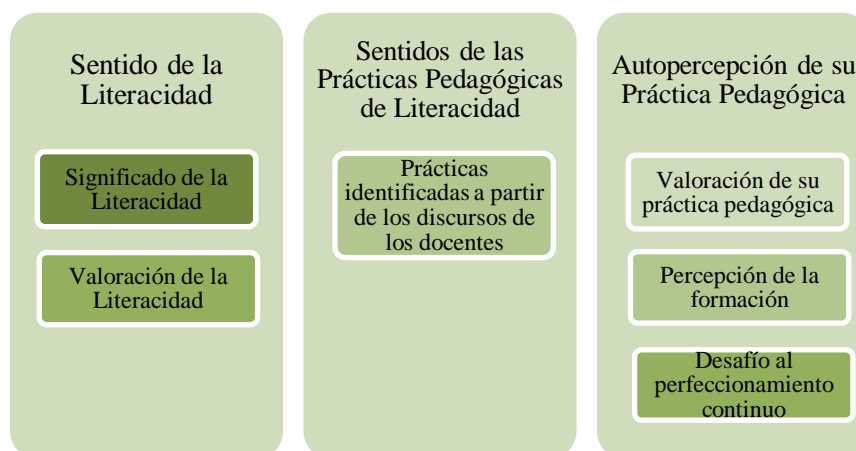 Sentido de la
Literacidad
Significado de la
Literacidad
Valoración de la
Literacidad
Sentidos de las
Prácticas Pedagógicas
de Literacidad
Prácticas
identificadas a partir
de los discursos de
los docentes
Autopercepción de su
Práctica Pedagógica
Valoración de su
práctica pedagógica
Percepción de la
formación
Desafío al
perfeccionamiento
continuo